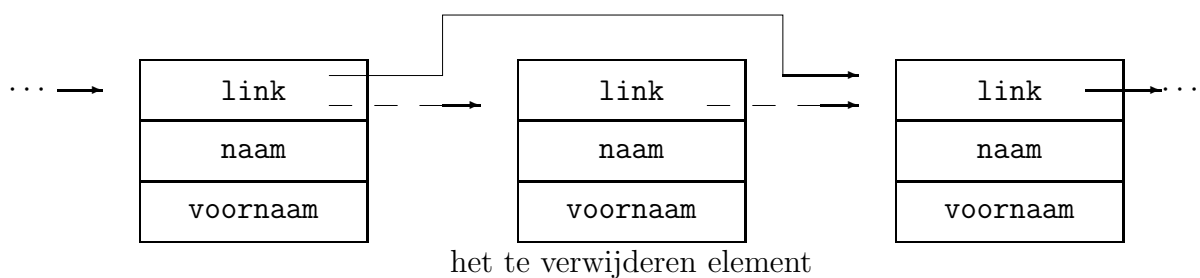 ... link link link ...
naam naam naam
voornaam voornaam voornaam
het te verwijderen element